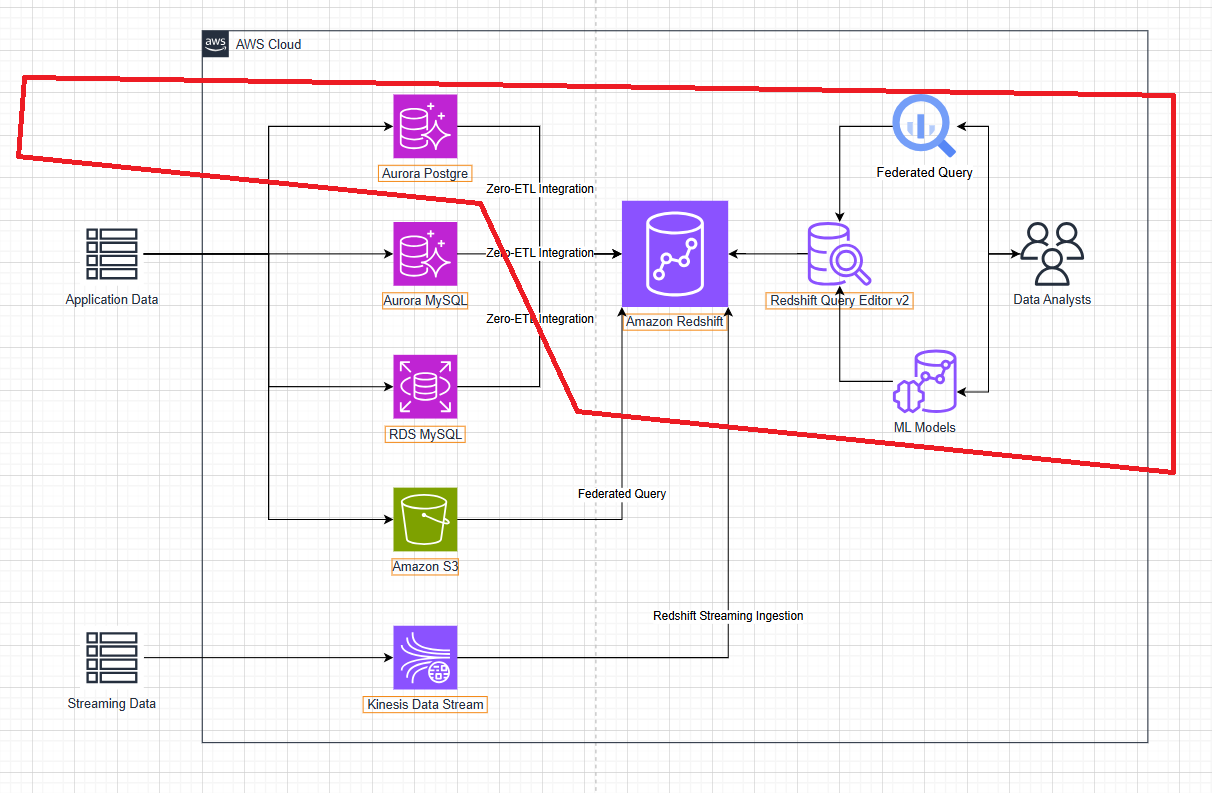 aws
AWS Cloud
Aurora Postgre
Federated Query
Zero-ETL Integration
Zero-ETL Integration
Application Data
Aurora MySQL
Redshift Query Editor v2
Data Analysts
Zero-ETL Integration
Amazon Redshift
RDS MySQL
ML Models
Federated Query
Amazon S3
Redshift Streaming Ingestion
Streaming Data
Kinesis Data Stream